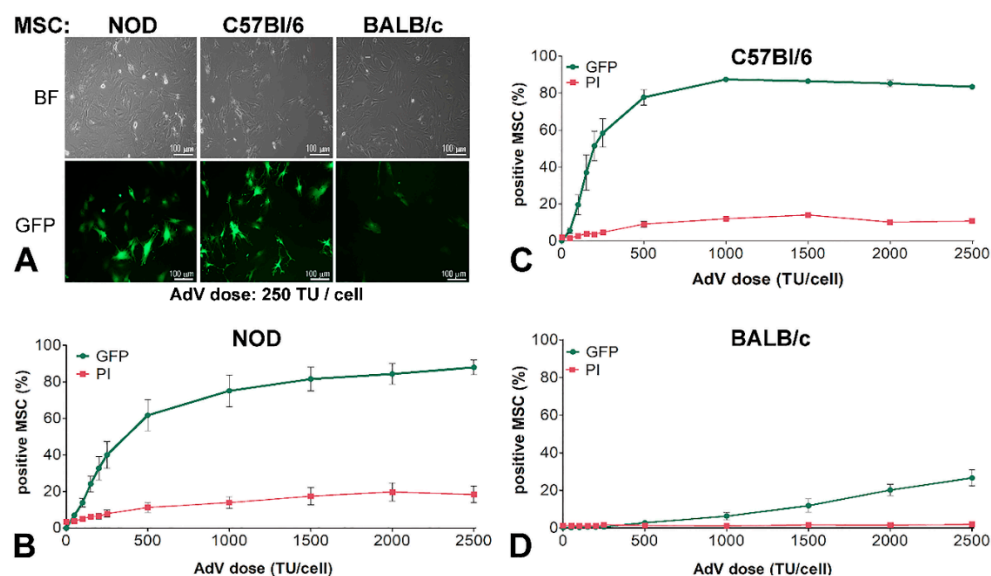 MSC: NOD C57Bl/6 BALB/c
BF
100 µm 100 µm 100 µm
GFP
100 µm 100 µm 100 µm
A
AdV dose: 250 TU / cell
NOD
GFP
PI
positive MSC (%)
100
80
60
40
20
0
0 500 1000 1500 2000 2500
AdV dose (TU/cell)
B
C57Bl/6
GFP
PI
positive MSC (%)
100
80
60
40
20
0
0 500 1000 1500 2000 2500
AdV dose (TU/cell)
C
BALB/c
GFP
PI
positive MSC (%)
100
80
60
40
20
0
0 500 1000 1500 2000 2500
AdV dose (TU/cell)
D